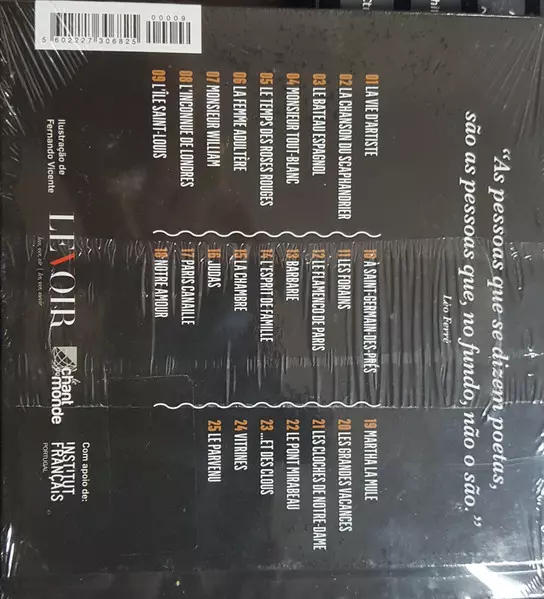 “As pessoas que se dizem poetas,
são as pessoas que, no fundo, não o são.”
Léo Ferré
01 LA VIE D'ARTISTE
02 LA CHANSON DU SCAPHANDRIER
03 LE BATEAU ESPAGNOL
04 MONSIEUR TOUT-BLANC
05 LE TEMPS DES ROSES ROUGES
06 LA FEMME ADULTÈRE
07 MONSIEUR WILLIAM
08 L'INCONNUE DE LONDRES
09 L'ÎLE SAINT-LOUIS
10 À SAINT-GERMAIN-DES-PRÉS
11 LES FORAINS
12 LE FLAMENCO DE PARIS
13 BARBARIE
14 L'ESPRIT DE FAMILLE
15 LA CHAMBRE
16 JUDAS
17 PARIS CANAILLE
18 NOTRE AMOUR
19 MARTHA LA MULE
20 LES GRANDES VACANCES
21 LES CLOCHES DE NOTRE-DAME
22 LE PONT MIRABEAU
23 ...ET DES CLOUS
24 VITRINES
25 LE PARVENU
Ilustração de
Fernando Vicente
LEVOIR
ler, ver, ouvir
chant
du monde
Com apoio de:
INSTITUT
FRANÇAIS
PORTUGAL
00009
5 602227 306825